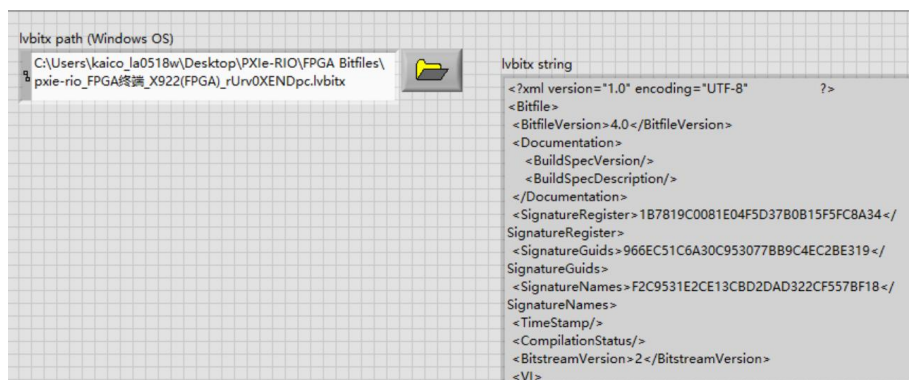 lvbitx path (Windows OS)
C:\Users\kaico_la0518w\Desktop\PXIe-RIO\FPGA Bitfiles\
pxie-rio_FPGA终端_X922(FPGA)_rUrv0XENDpc.lvbitx
lvbitx string
<?xml version="1.0" encoding="UTF-8" ?>
<Bitfile>
<BitfileVersion>4.0</BitfileVersion>
<Documentation>
<BuildSpecVersion/>
<BuildSpecDescription/>
</Documentation>
<SignatureRegister>1B7819C0081E04F5D37B0B15F5FC8A34</
SignatureRegister>
<SignatureGuids>966EC51C6A30C953077BB9C4EC2BE319</
SignatureGuids>
<SignatureNames>F2C9531E2CE13CBD2DAD322CF557BF18</
SignatureNames>
<TimeStamp/>
<CompilationStatus/>
<BitstreamVersion>2</BitstreamVersion>
<VI>